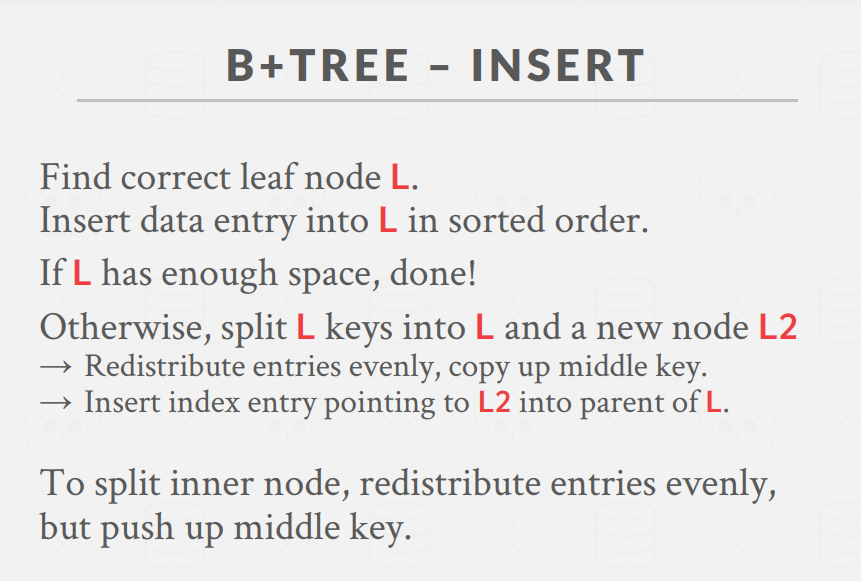 B+TREE – INSERT
Find correct leaf node L.
Insert data entry into L in sorted order.
If L has enough space, done!
Otherwise, split L keys into L and a new node L2
→ Redistribute entries evenly, copy up middle key.
→ Insert index entry pointing to L2 into parent of L.
To split inner node, redistribute entries evenly,
but push up middle key.